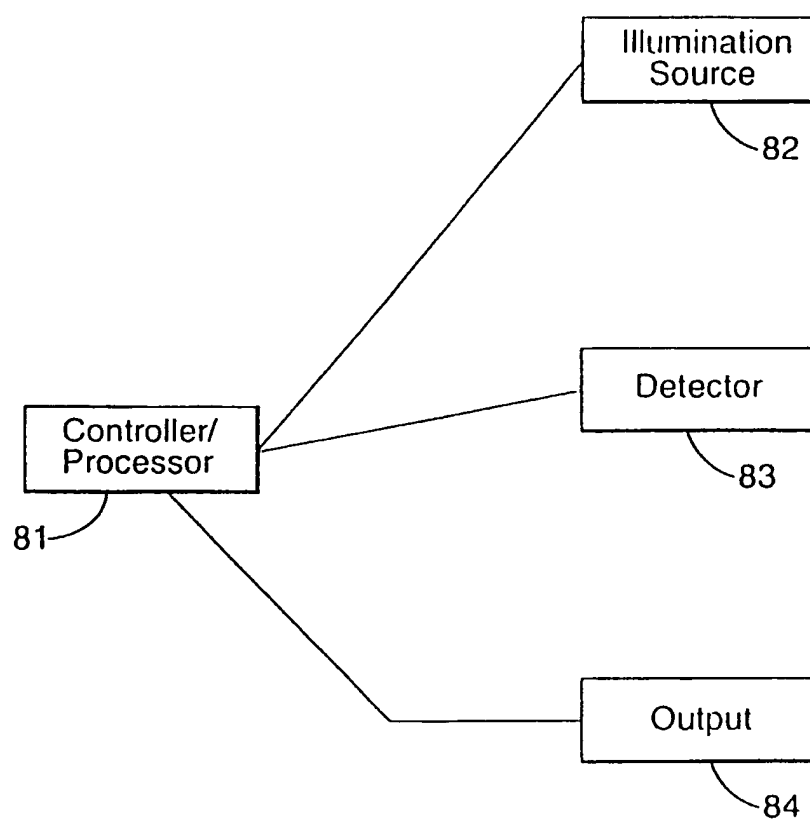 Illumination
Source
82
Detector
83
Controller/
Processor
81
Output
84